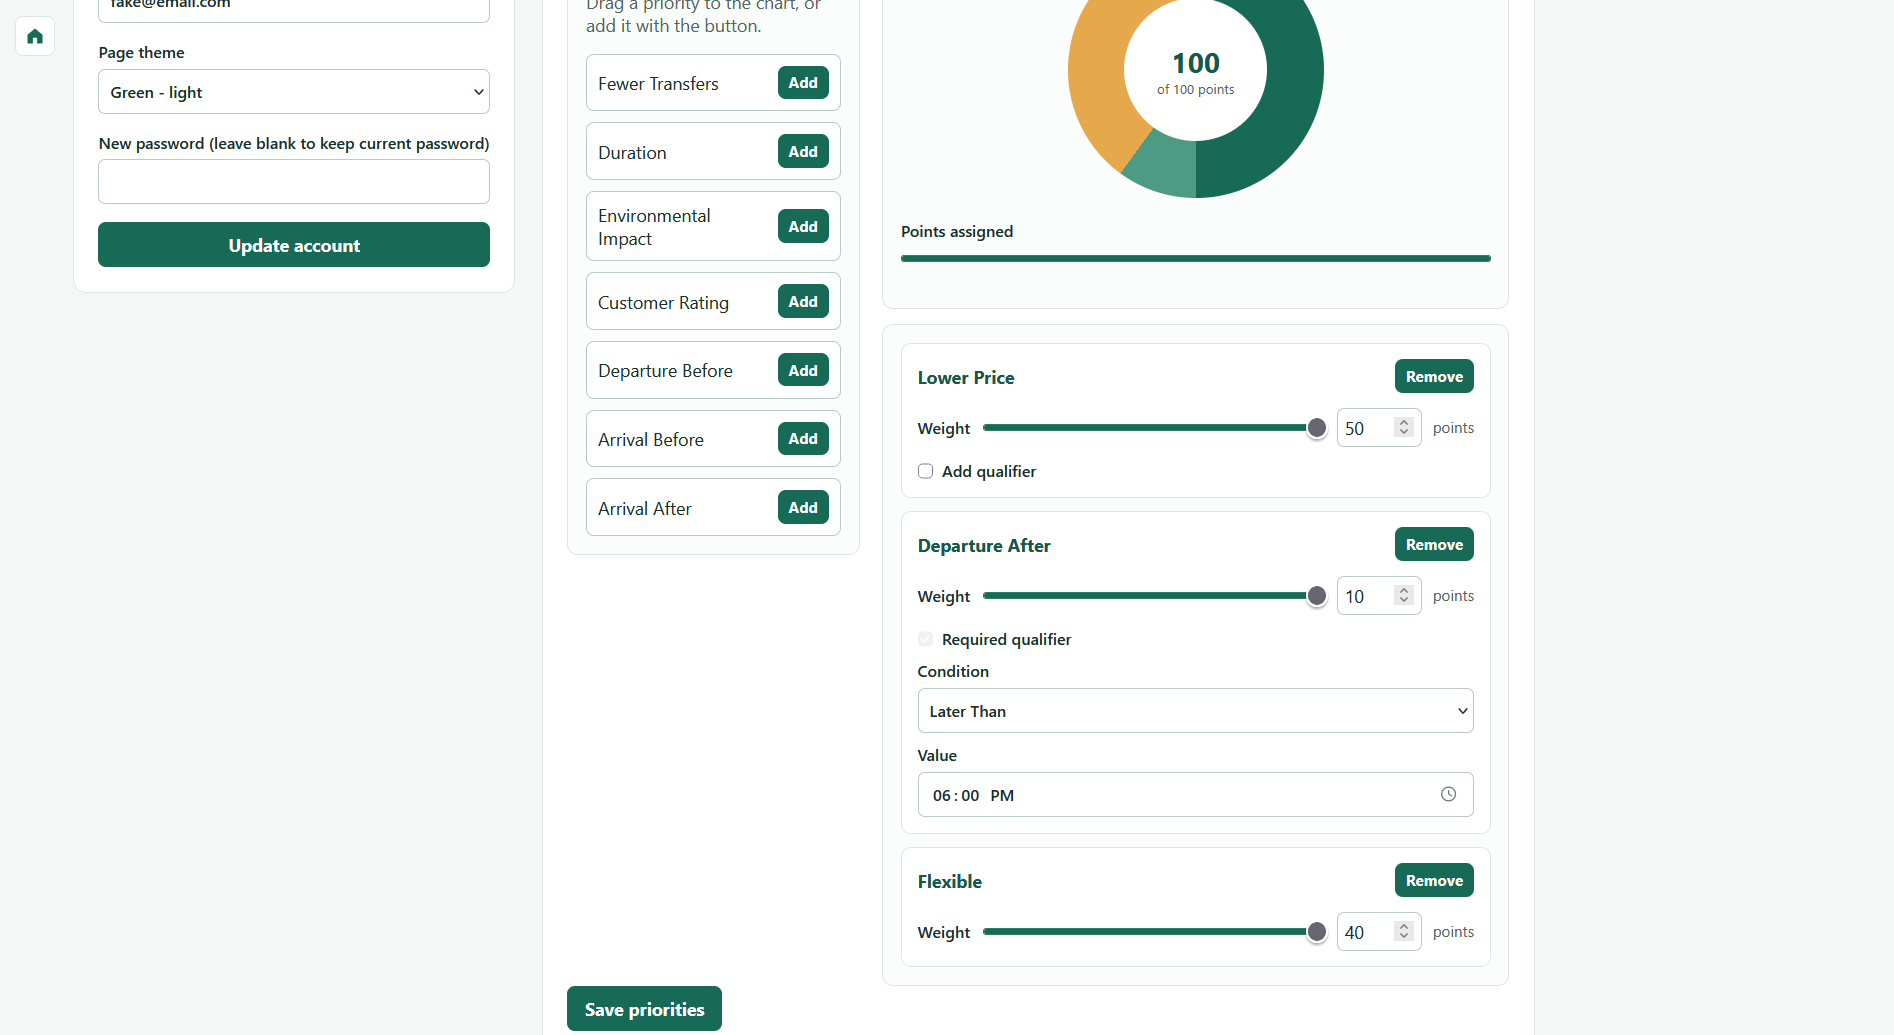 fake@email.com
Page theme
Green - light
New password (leave blank to keep current password)
Update account
Drag a priority to the chart, or
add it with the button.
Fewer Transfers
Add
Duration
Add
Environmental
Impact
Add
Customer Rating
Add
Departure Before
Add
Arrival Before
Add
Arrival After
Add
100
of 100 points
Points assigned
Lower Price
Remove
Weight
50
points
Add qualifier
Departure After
Remove
Weight
10
points
Required qualifier
Condition
Later Than
Value
06:00 PM
Flexible
Remove
Weight
40
points
Save priorities